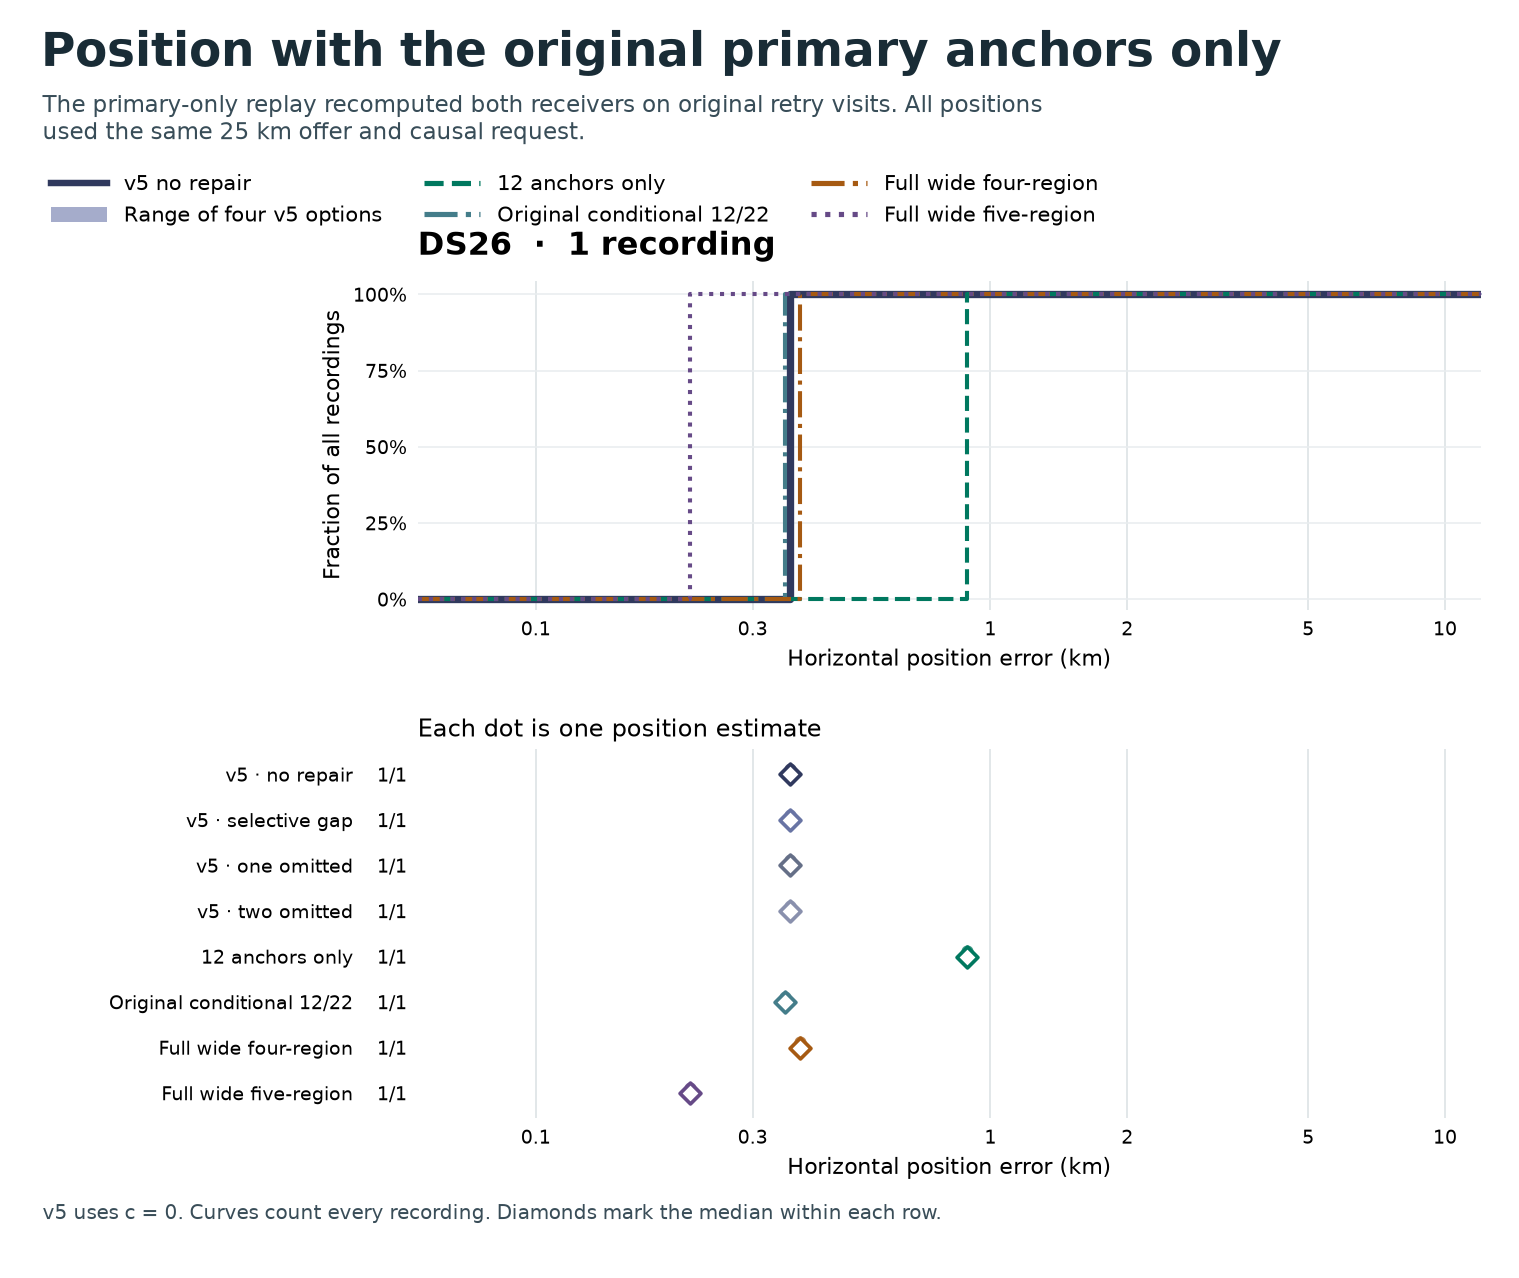 Position with the original primary anchors only
The primary-only replay recomputed both receivers on original retry visits. All positions
used the same 25 km offer and causal request.
v5 no repair
12 anchors only
Full wide four-region
Range of four v5 options
Original conditional 12/22
Full wide five-region
DS26 · 1 recording
Fraction of all recordings
100%
75%
50%
25%
0%
0.1 0.3 1 2 5 10
Horizontal position error (km)
Each dot is one position estimate
v5 · no repair 1/1
v5 · selective gap 1/1
v5 · one omitted 1/1
v5 · two omitted 1/1
12 anchors only 1/1
Original conditional 12/22 1/1
Full wide four-region 1/1
Full wide five-region 1/1
0.1 0.3 1 2 5 10
Horizontal position error (km)
v5 uses c = 0. Curves count every recording. Diamonds mark the median within each row.